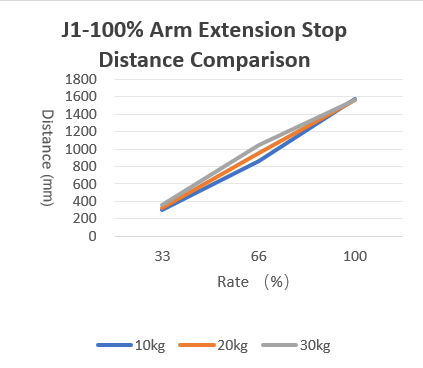 J1-100% Arm Extension Stop
Distance Comparison
1800
1600
1400
1200
1000
800
600
400
200
0
Distance (mm)
33 66 100
Rate （%）
10kg 20kg 30kg